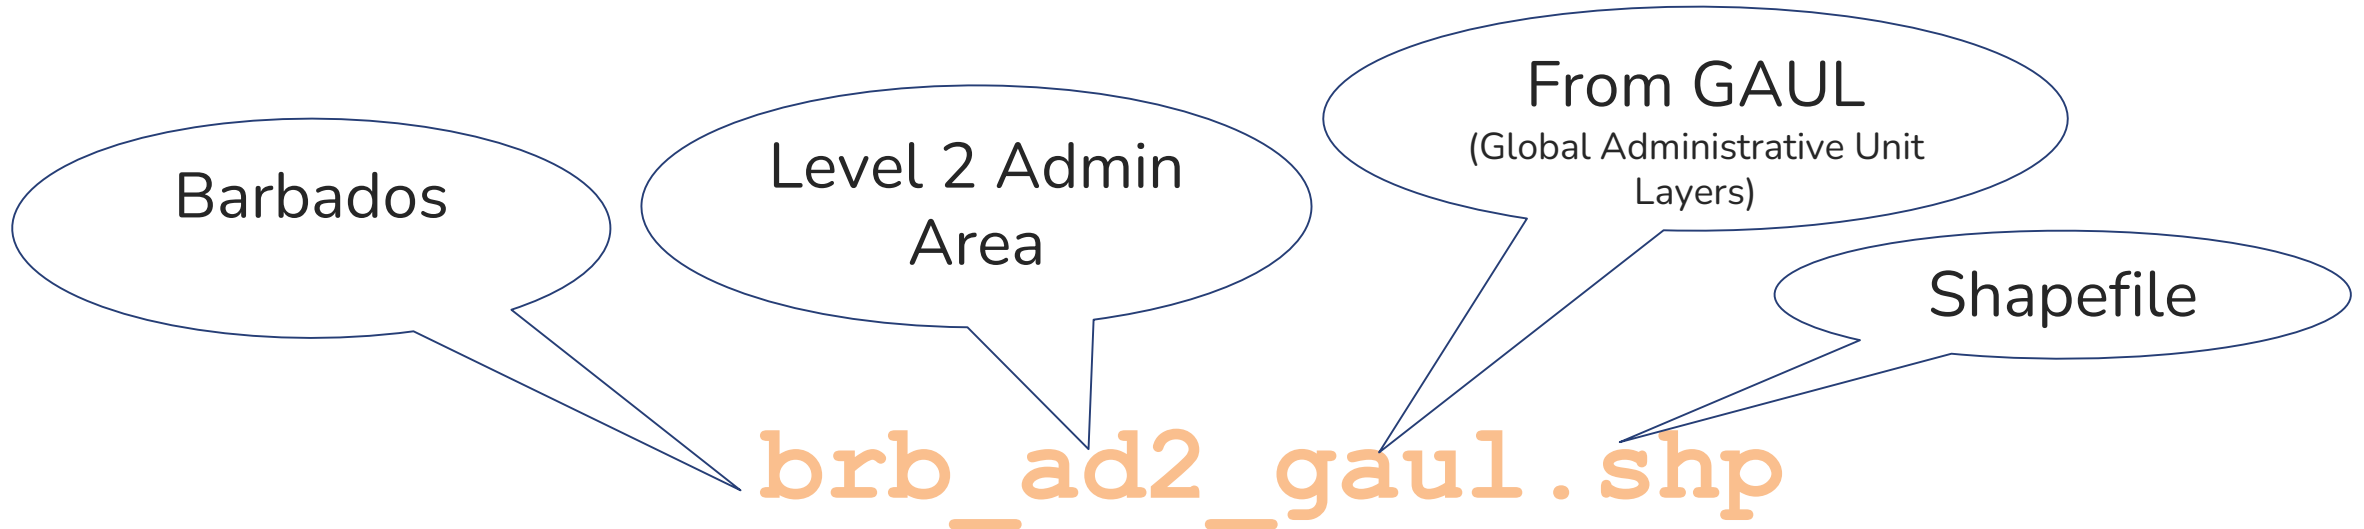 Barbados
Level 2 Admin
Area
From GAUL
(Global Administrative Unit
Layers)
Shapefile
brb_ad2_gaul.shp